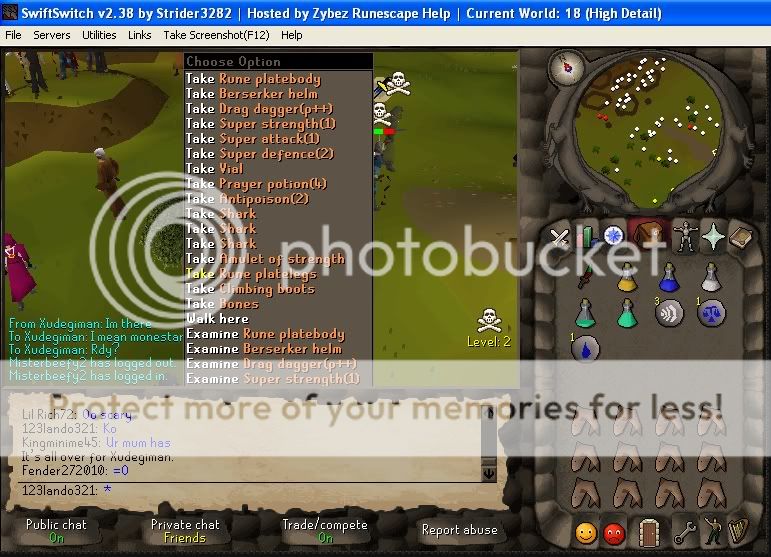 SwiftSwitch v2.38 by Strider3282 | Hosted by Zybez Runescape Help | Current World: 18 (High Detail)
File Servers Utilities Links Take Screenshot(F12) Help
Choose Option
Take Rune platebody
Take Berserker helm
Take Drag dagger(p++)
Take Super strength(1)
Take Super attack(1)
Take Super defence(2)
Take Vial
Take Prayer potion(4)
Take Antipoison(2)
Take Shark
Take Shark
Take Shark
Take Amulet of strength
Take Rune platelegs
Take Climbing boots
Take Bones
Walk here
Examine Rune platebody
Examine Berserker helm
Examine Drag dagger(p++)
Examine Super strength(1)
photobucket
Protect more of your memories for less!
Level: 2
3
1
1
From Xudegiman: Im there
To Xudegiman: I mean monestar
To Xudegiman: Rdy?
Misterbeefy2 has logged out.
Misterbeefy2 has logged in.
Lil Rich72: Oo scary.
123lando321: Ko
Kingminime45: Ur mum has
It's all over for Xudegiman.
Fender272010: =0
123lando321: *
Public chat
On
Private chat
Friends
Trade/compete
On
Report abuse